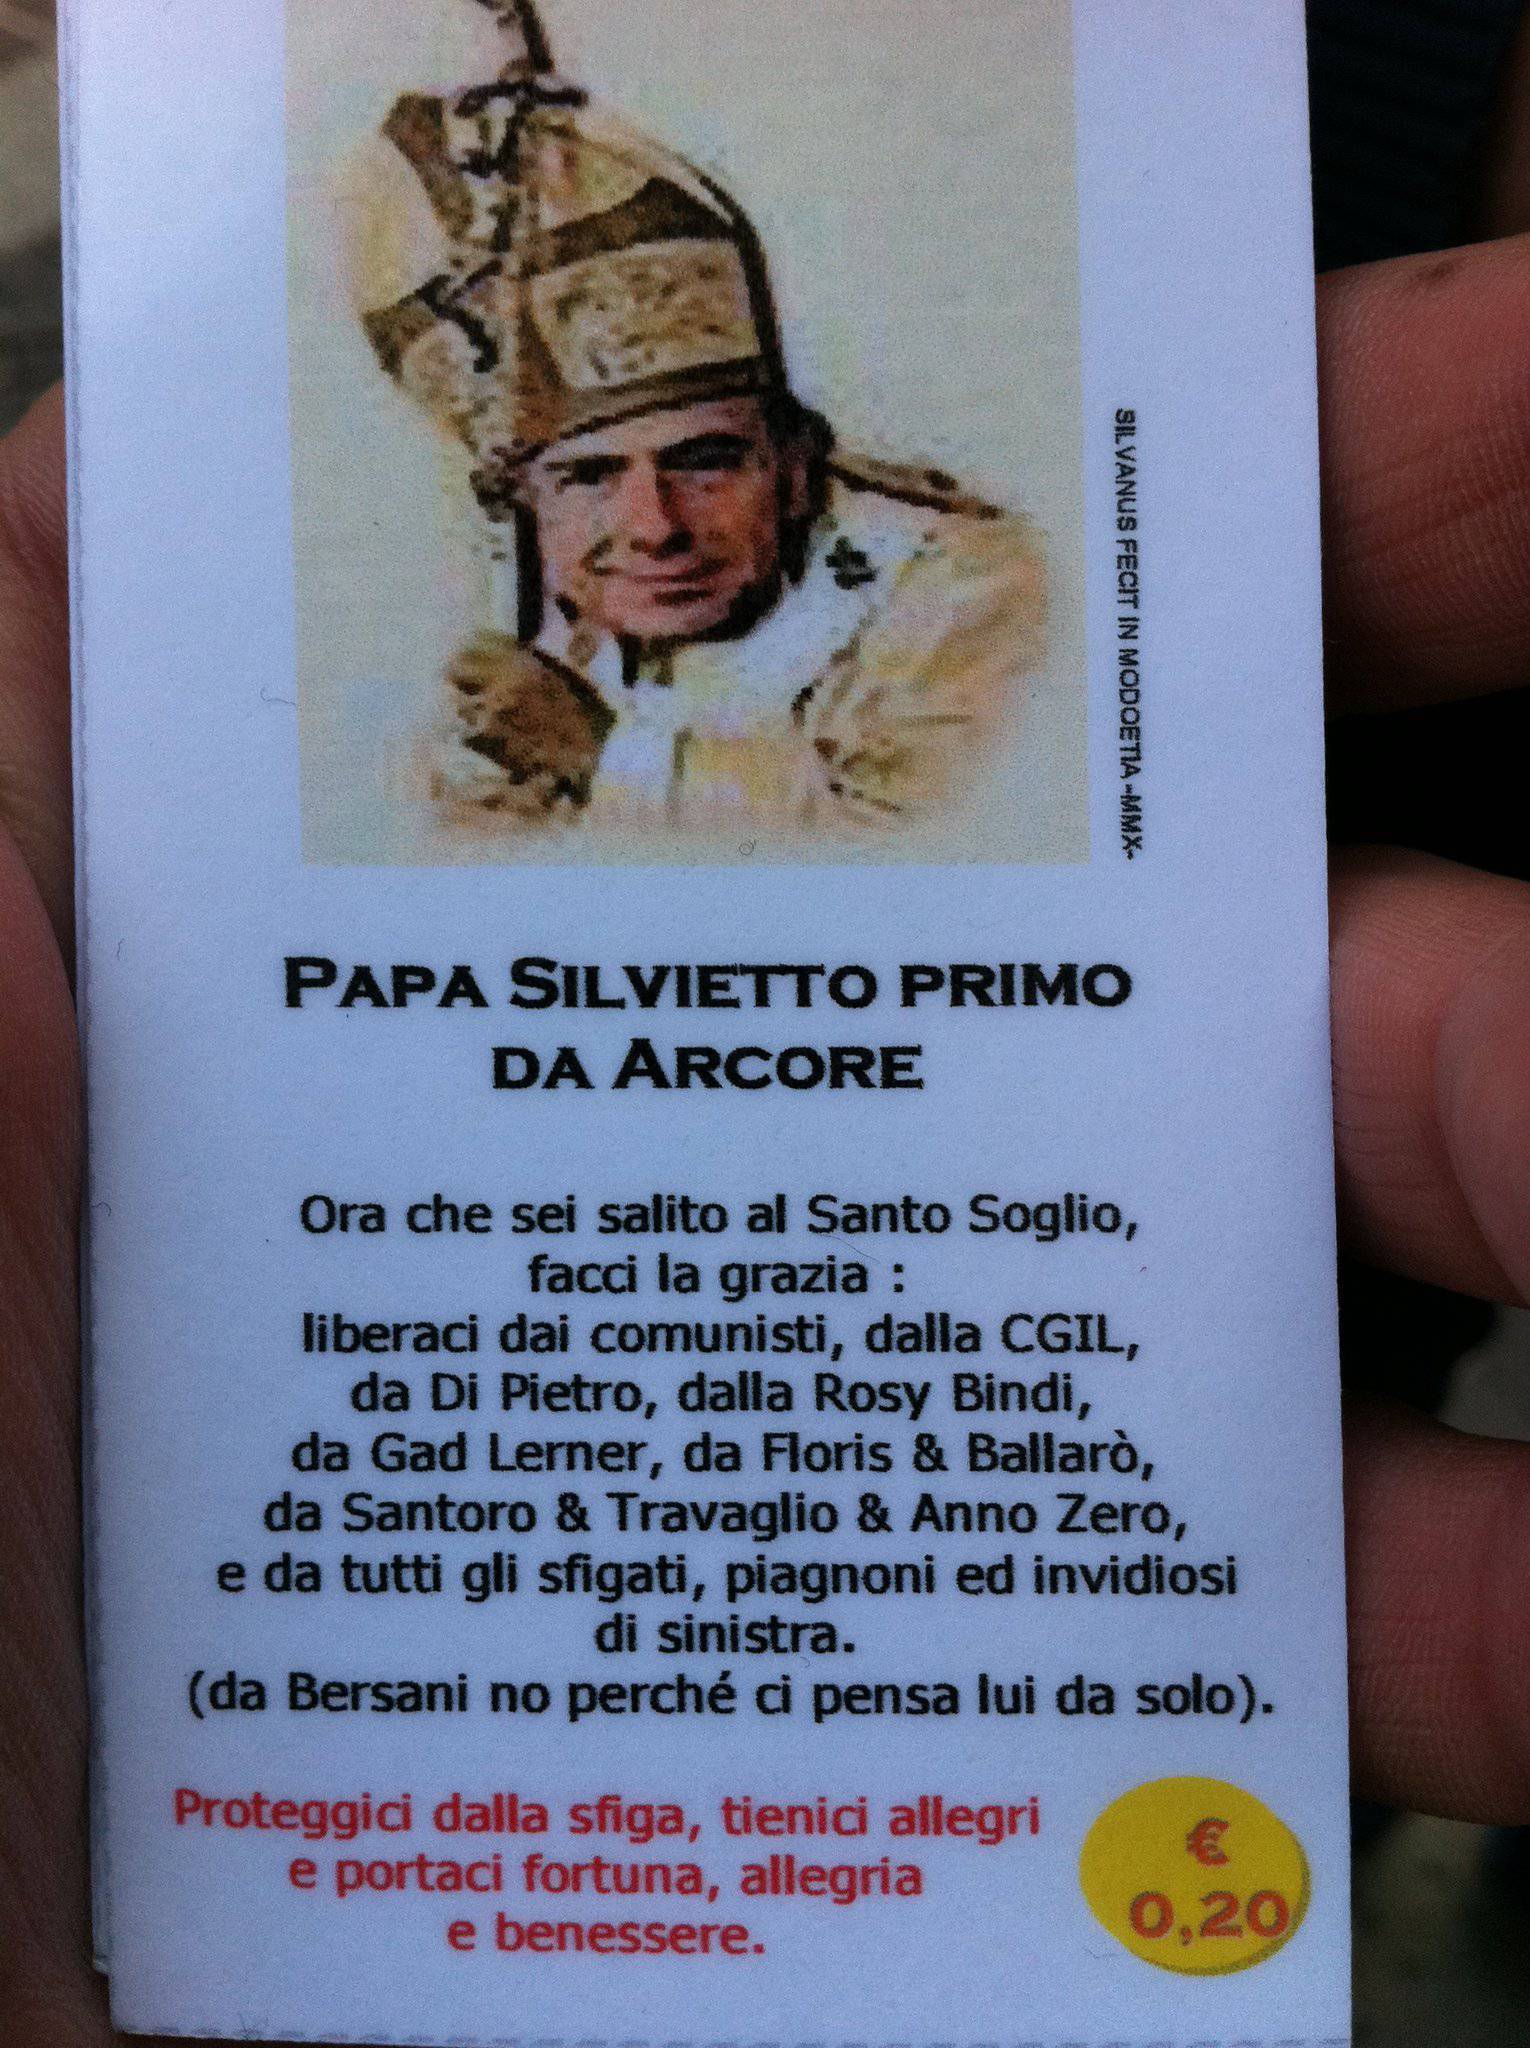 SILVANUS FECIT IN MODOETIA -MMX-
PAPA SILVIETTO PRIMO
DA ARCORE
Ora che sei salito al Santo Soglio,
facci la grazia :
liberaci dai comunisti, dalla CGIL,
da Di Pietro, dalla Rosy Bindi,
da Gad Lerner, da Floris & Ballarò,
da Santoro & Travaglio & Anno Zero,
e da tutti gli sfigati, piagnoni ed invidiosi
di sinistra.
(da Bersani no perché ci pensa lui da solo).
Proteggici dalla sfiga, tienici allegri
e portaci fortuna, allegria
e benessere.
€
0,20